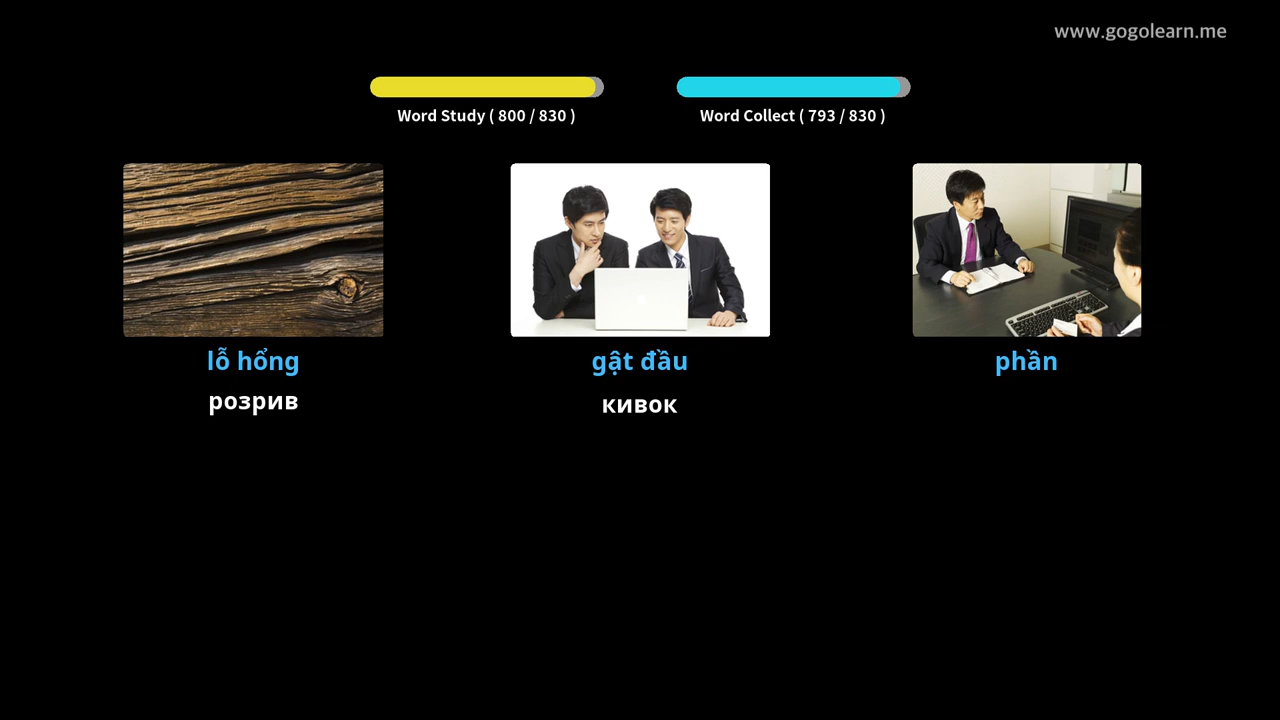 www.gogolearn.me
Word Study ( 800 / 830 )
Word Collect ( 793 / 830 )
lỗ hổng
gật đầu
phần
розрив
кивок